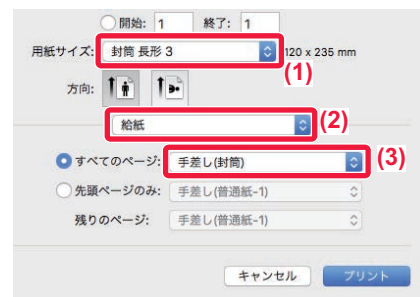 開始: 1 終了: 1
用紙サイズ: 封筒 長形 3 120 x 235 mm
(1)
方向:
給紙 (2)
すべてのページ: 手差し(封筒) (3)
先頭ページのみ: 手差し(普通紙-1)
残りのページ: 手差し(普通紙-1)
キャンセル プリント